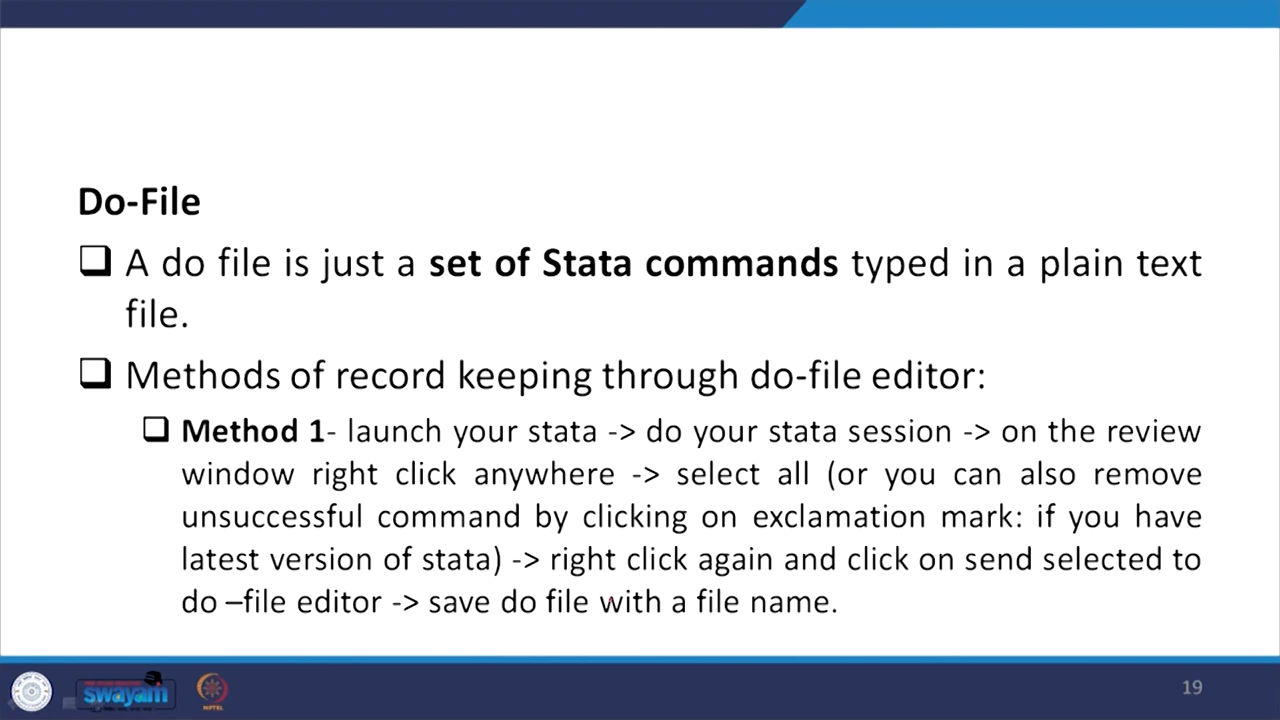 Do-File
❑ A do file is just a set of Stata commands typed in a plain text
file.
❑ Methods of record keeping through do-file editor:
❑ Method 1- launch your stata -> do your stata session -> on the review
window right click anywhere -> select all (or you can also remove
unsuccessful command by clicking on exclamation mark: if you have
latest version of stata) -> right click again and click on send selected to
do –file editor -> save do file with a file name.
swayam
NPTEL
19